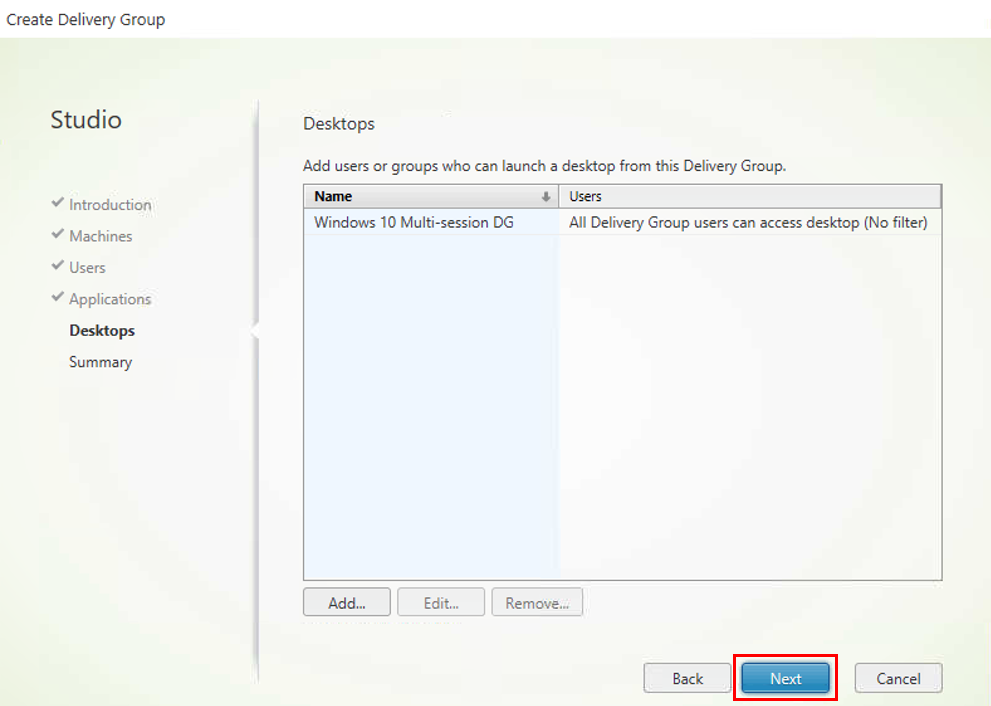 Create Delivery Group
Studio
Introduction
Machines
Users
Applications
Desktops
Summary
Desktops
Add users or groups who can launch a desktop from this Delivery Group.
Name Users
Windows 10 Multi-session DG All Delivery Group users can access desktop (No filter)
Add... Edit... Remove...
Back Next Cancel